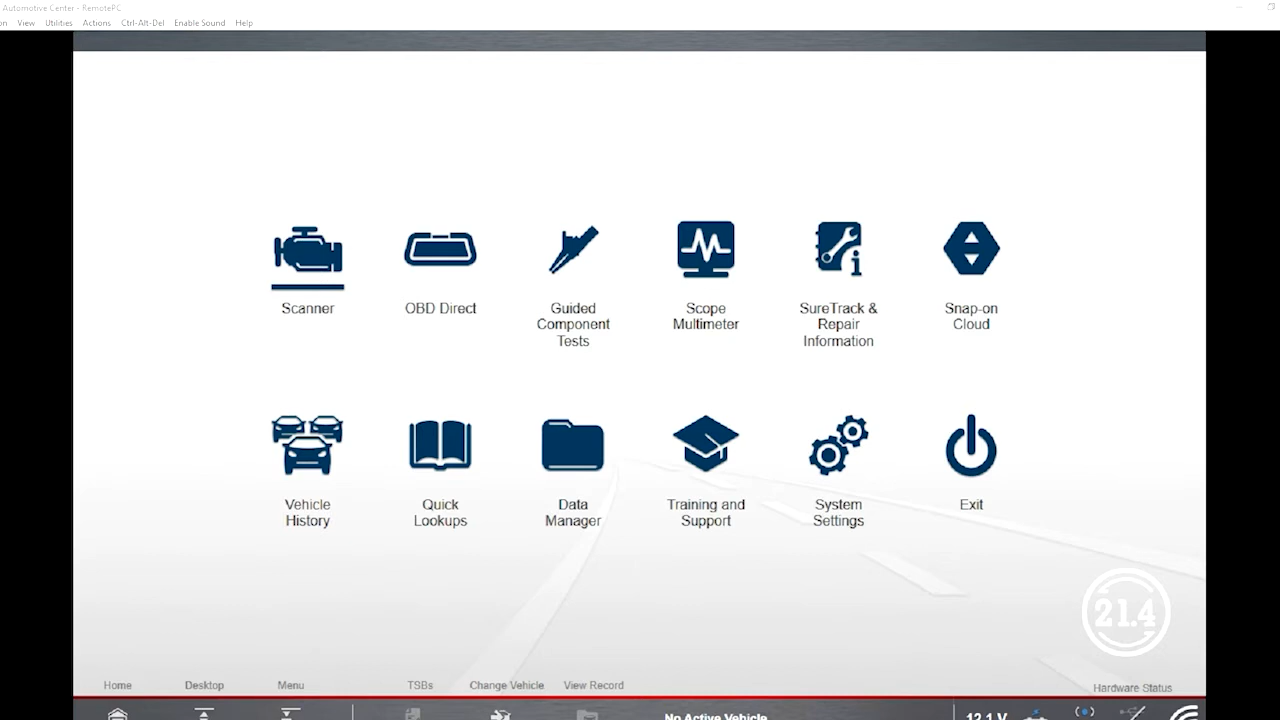 Automotive Center - RemotePC
on View Utilities Actions Ctrl-Alt-Del Enable Sound Help
Scanner
OBD Direct
Guided
Component
Tests
Scope
Multimeter
SureTrack &
Repair
Information
Snap-on
Cloud
Vehicle
History
Quick
Lookups
Data
Manager
Training and
Support
System
Settings
Exit
21.4
Home Desktop Menu TSBs Change Vehicle View Record Hardware Status
No Active Vehicle 12.1 V